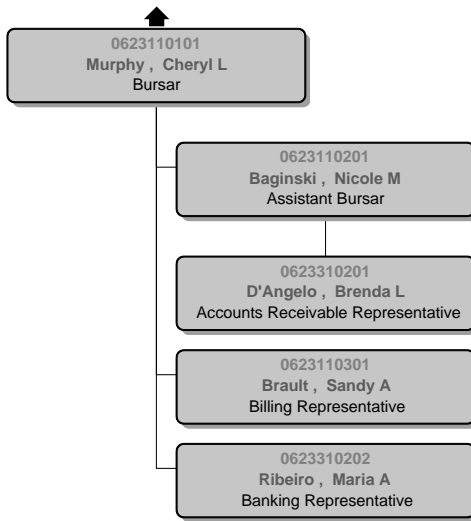 0623110101
Murphy , Cheryl L
Bursar
0623110201
Baginski , Nicole M
Assistant Bursar
0623310201
D'Angelo , Brenda L
Accounts Receivable Representative
0623110301
Brault , Sandy A
Billing Representative
0623310202
Ribeiro , Maria A
Banking Representative